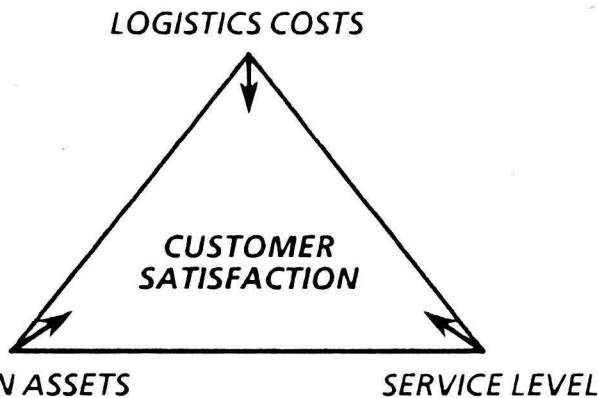 LOGISTICS COSTS
CUSTOMER
SATISFACTION
N ASSETS
SERVICE LEVEL